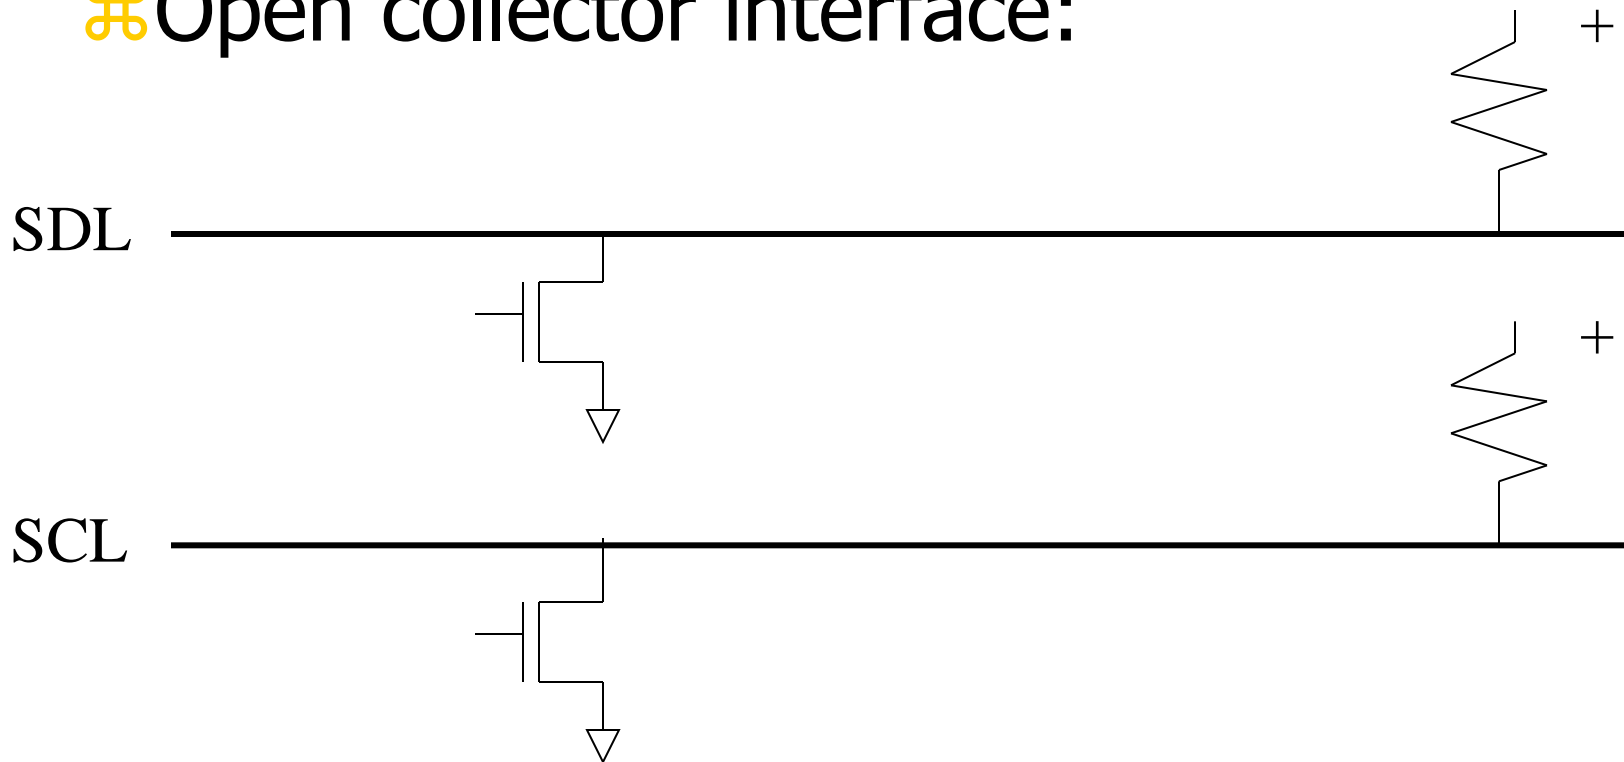 ⌘Open collector interface:
+
SDL
+
SCL